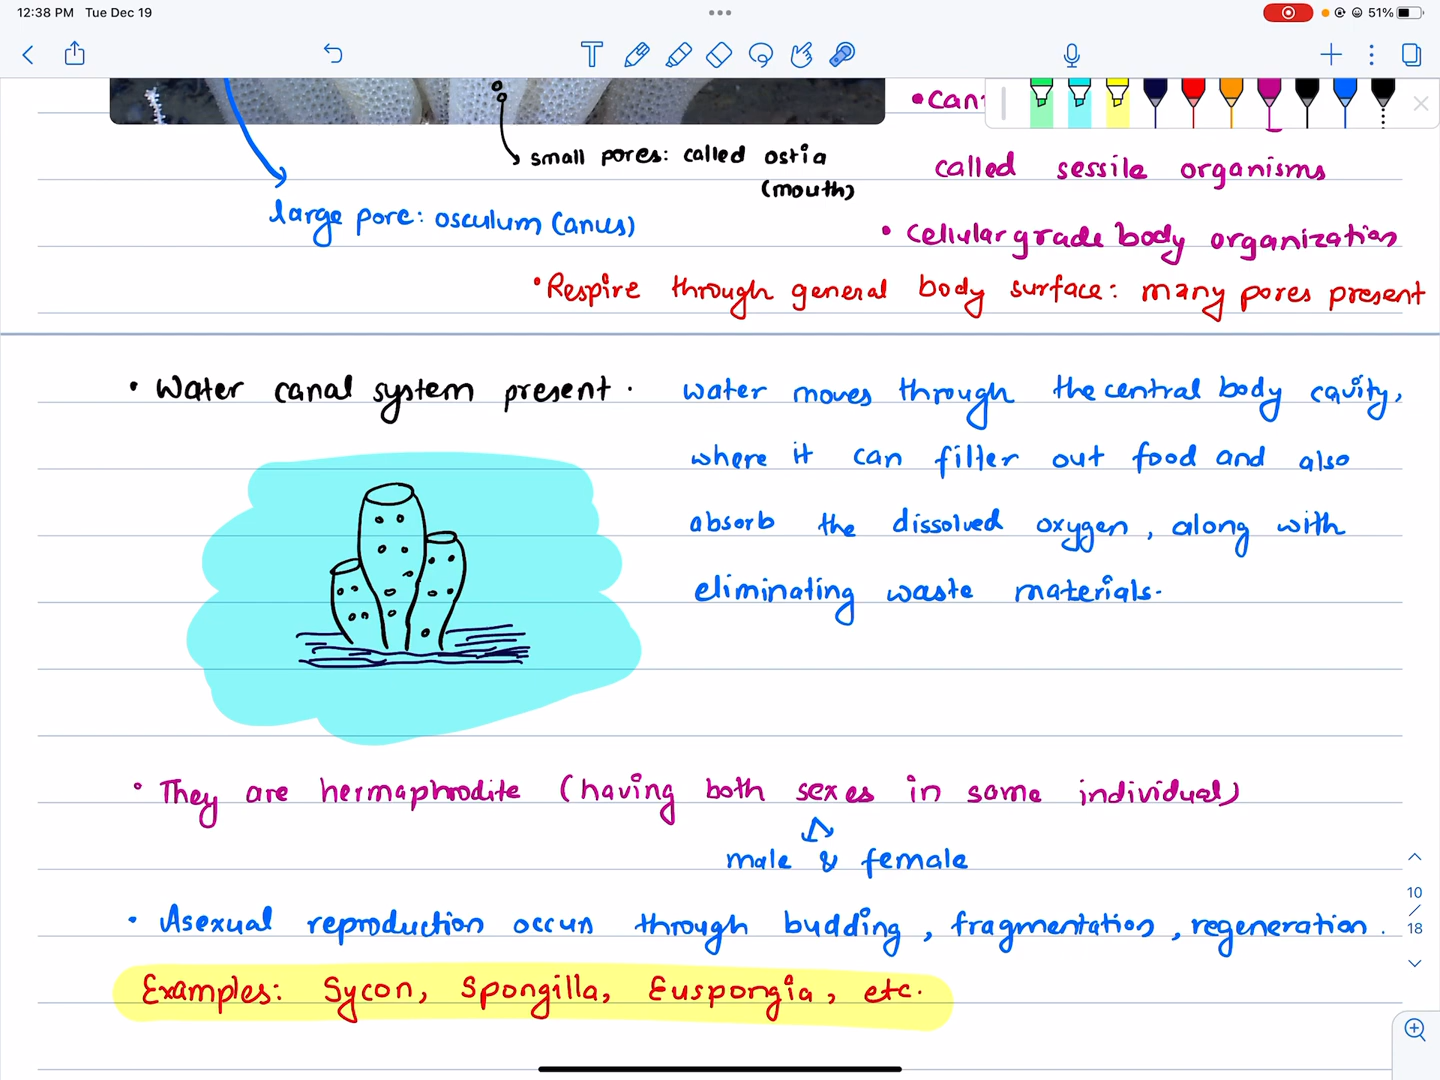 12:38 PM Tue Dec 19
51%
• Can
small pores: called ostia
(mouth)
called sessile organisms
large pore: osculum (anus)
• Cellular grade body organization
• Respire through general body surface: many pores present
• Water canal system present.
water moves through the central body cavity,
where it can filter out food and also
absorb the dissolved oxygen, along with
eliminating waste materials.
• They are hermaphrodite (having both sexes in same individual)
male & female
• Asexual reproduction occurs through budding, fragmentation, regeneration.
Examples: Sycon, Spongilla, Euspongia, etc.
10
/
18